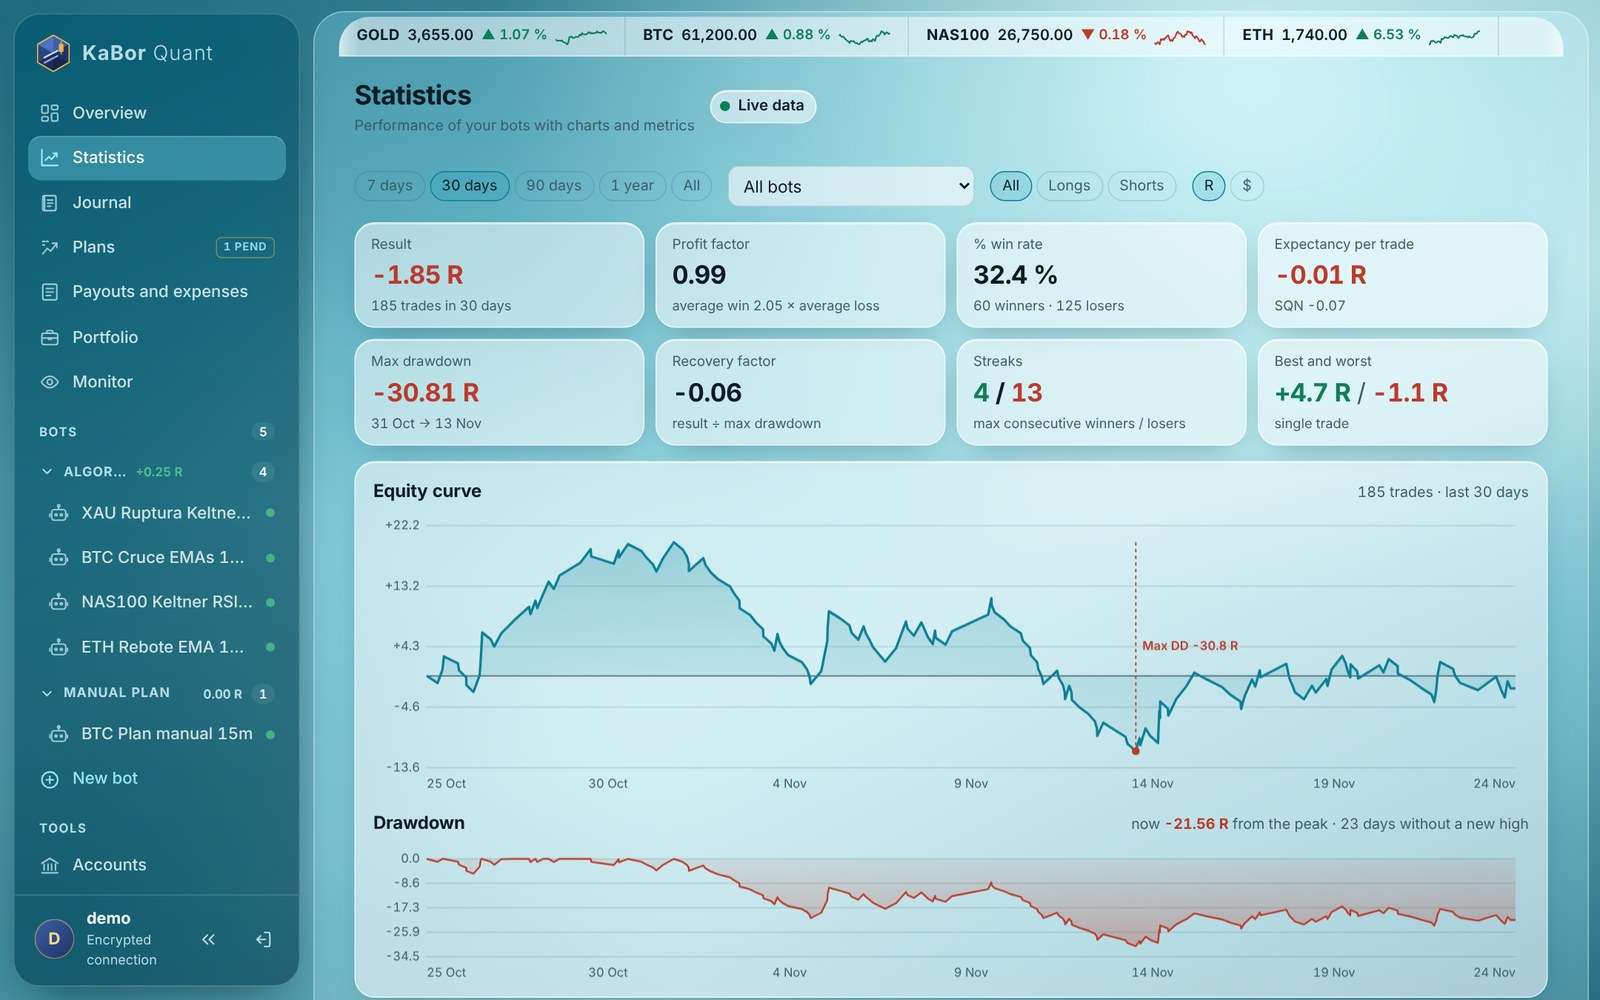 KaBor Quant
Overview
Statistics
Journal
Plans 1 PEND
Payouts and expenses
Portfolio
Monitor
BOTS 5
ALGOR... +0.25 R 4
XAU Ruptura Keltne...
BTC Cruce EMAs 1...
NAS100 Keltner RSI...
ETH Rebote EMA 1...
MANUAL PLAN 0.00 R 1
BTC Plan manual 15m
New bot
TOOLS
Accounts
D
demo
Encrypted
connection
GOLD 3,655.00 ▲ 1.07 % BTC 61,200.00 ▲ 0.88 % NAS100 26,750.00 ▼ 0.18 % ETH 1,740.00 ▲ 6.53 %
Statistics
Performance of your bots with charts and metrics
Live data
7 days 30 days 90 days 1 year All All bots All Longs Shorts R $
Result
-1.85 R
185 trades in 30 days
Profit factor
0.99
average win 2.05 × average loss
% win rate
32.4 %
60 winners · 125 losers
Expectancy per trade
-0.01 R
SQN -0.07
Max drawdown
-30.81 R
31 Oct → 13 Nov
Recovery factor
-0.06
result ÷ max drawdown
Streaks
4 / 13
max consecutive winners / losers
Best and worst
+4.7 R / -1.1 R
single trade
Equity curve 185 trades · last 30 days
+22.2
+13.2
+4.3
-4.6
-13.6
Max DD -30.8 R
25 Oct 30 Oct 4 Nov 9 Nov 14 Nov 19 Nov 24 Nov
Drawdown now -21.56 R from the peak · 23 days without a new high
0.0
-8.6
-17.3
-25.9
-34.5
25 Oct 30 Oct 4 Nov 9 Nov 14 Nov 19 Nov 24 Nov